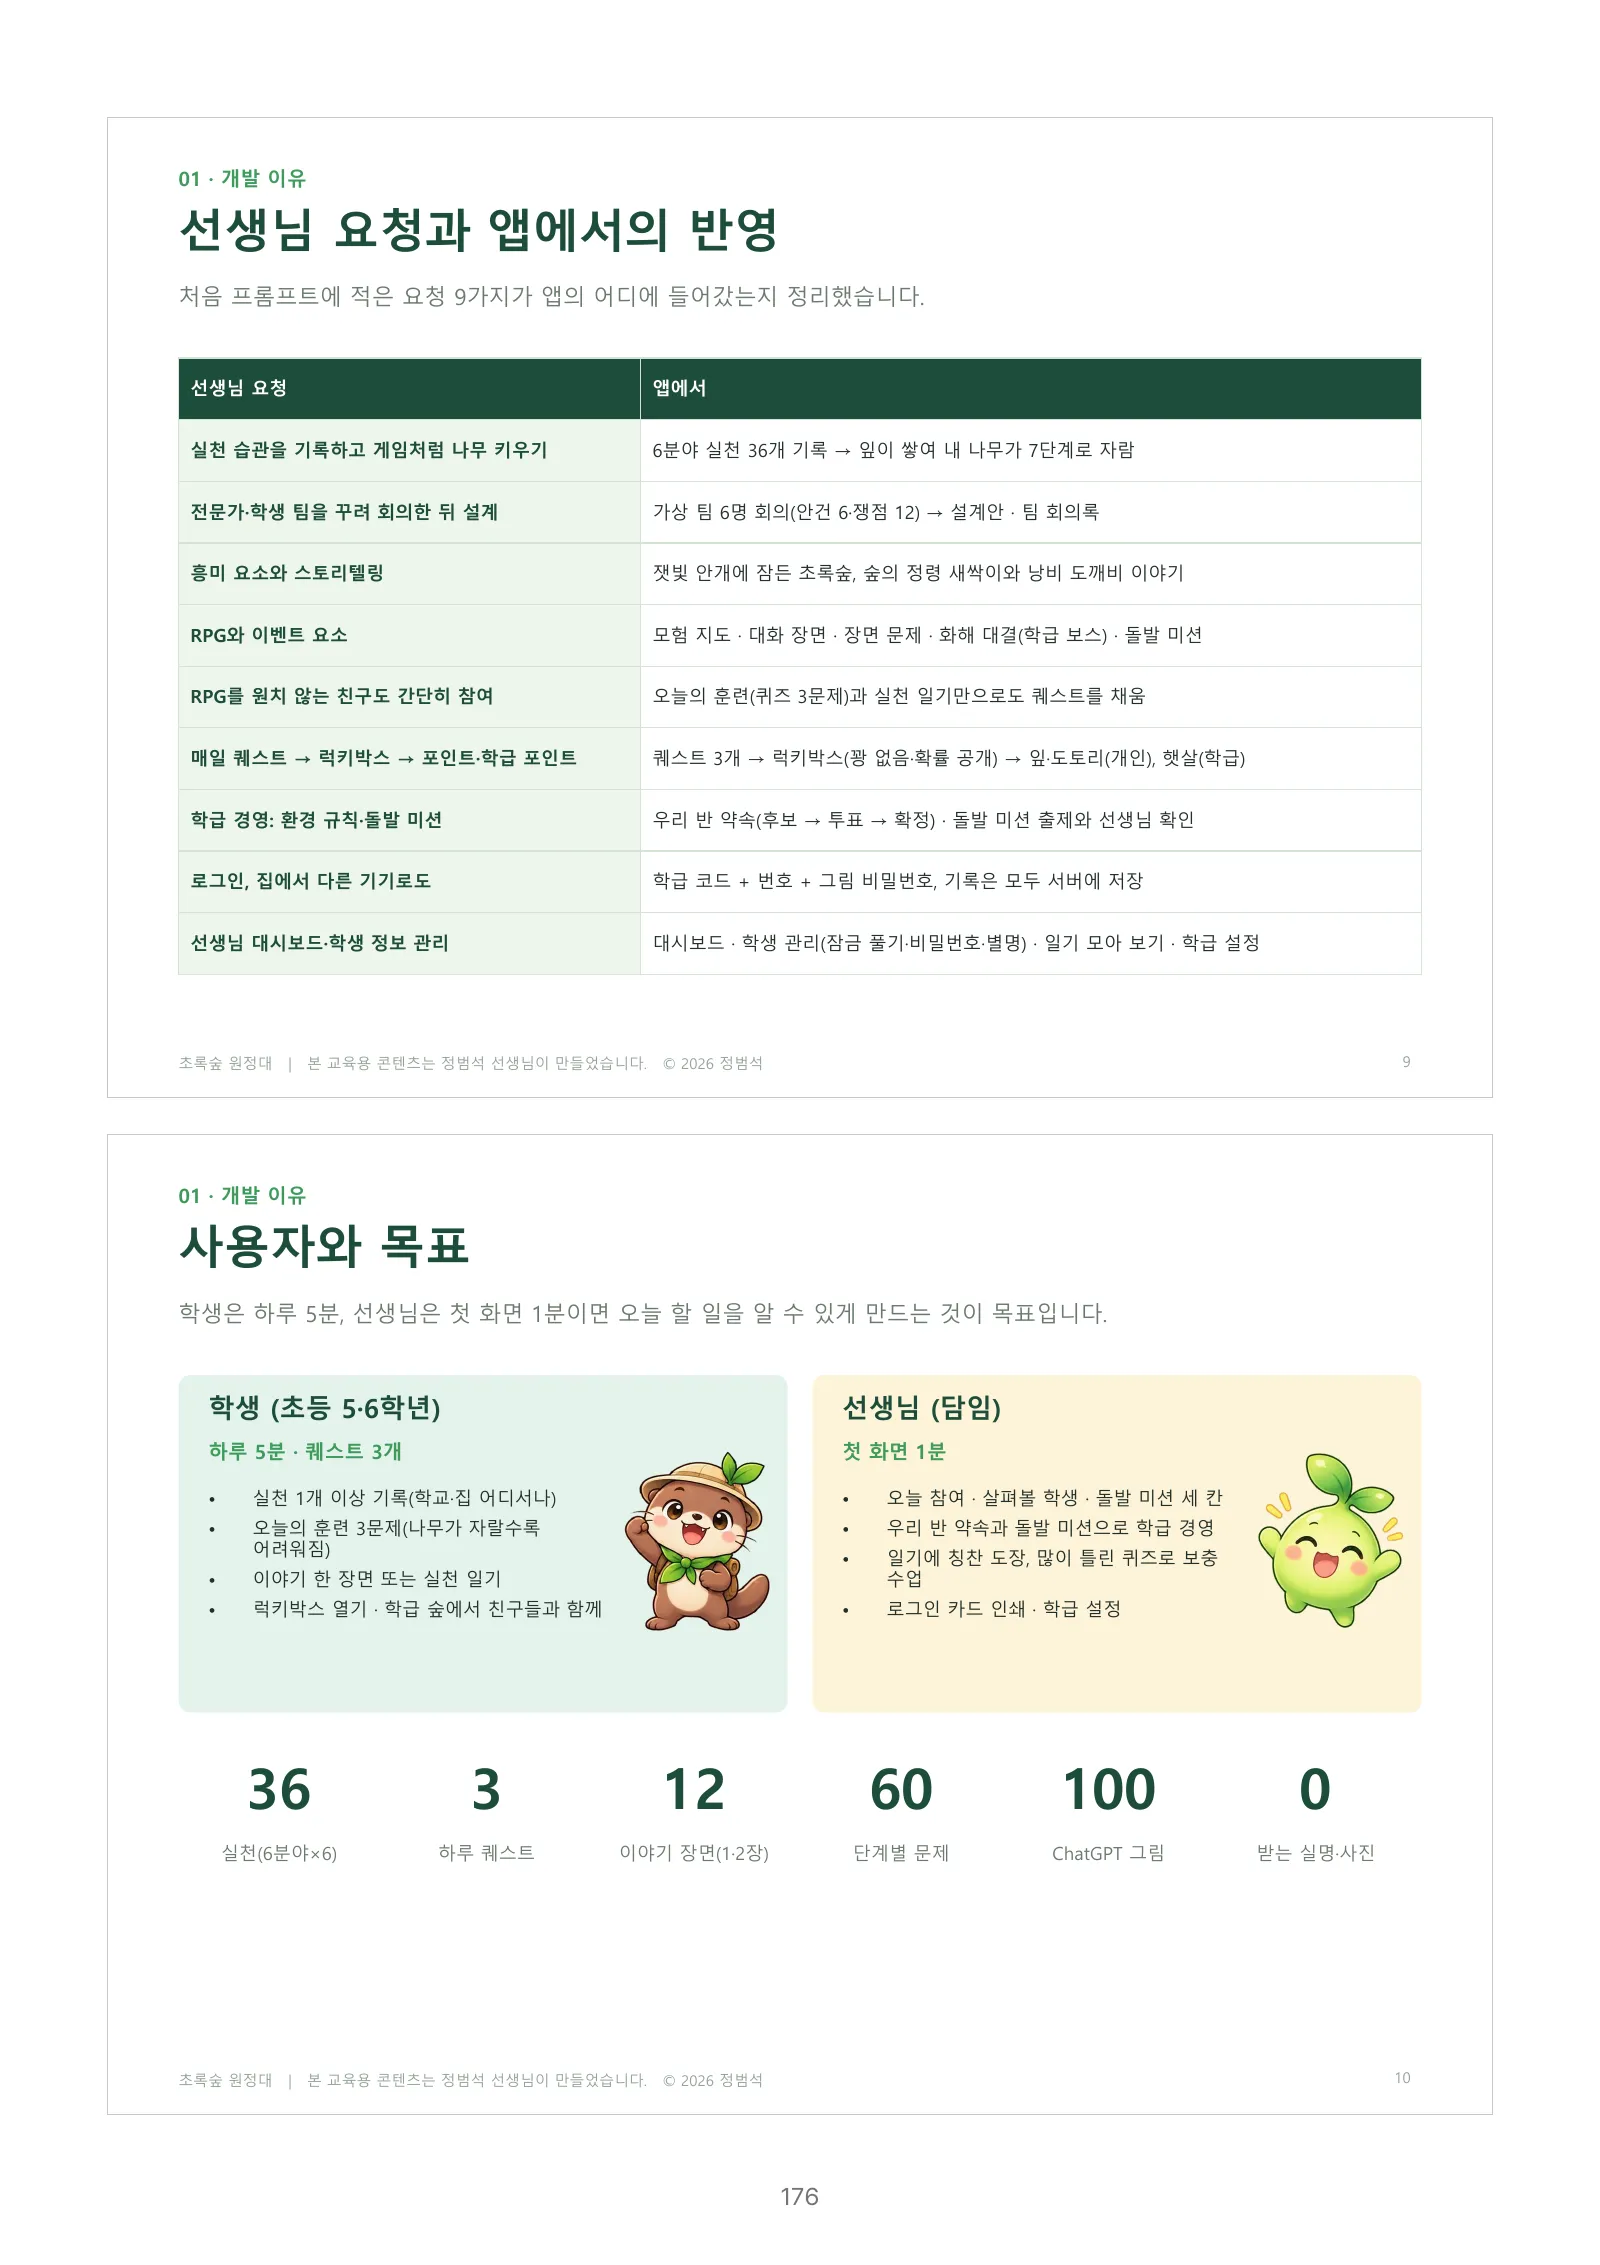 01 · 개발 이유
선생님 요청과 앱에서의 반영
처음 프롬프트에 적은 요청 9가지가 앱의 어디에 들어갔는지 정리했습니다.
선생님 요청
앱에서
실천 습관을 기록하고 게임처럼 나무 키우기
6분야 실천 36개 기록 → 잎이 쌓여 내 나무가 7단계로 자람
전문가·학생 팀을 꾸려 회의한 뒤 설계
가상 팀 6명 회의(안건 6·쟁점 12) → 설계안 · 팀 회의록
흥미 요소와 스토리텔링
잿빛 안개에 잠든 초록숲, 숲의 정령 새싹이와 낭비 도깨비 이야기
RPG와 이벤트 요소
모험 지도 · 대화 장면 · 장면 문제 · 화해 대결(학급 보스) · 돌발 미션
RPG를 원치 않는 친구도 간단히 참여
오늘의 훈련(퀴즈 3문제)과 실천 일기만으로도 퀘스트를 채움
매일 퀘스트 → 럭키박스 → 포인트·학급 포인트
퀘스트 3개 → 럭키박스(꽝 없음·확률 공개) → 잎·도토리(개인), 햇살(학급)
학급 경영: 환경 규칙·돌발 미션
우리 반 약속(후보 → 투표 → 확정) · 돌발 미션 출제와 선생님 확인
로그인, 집에서 다른 기기로도
학급 코드 + 번호 + 그림 비밀번호, 기록은 모두 서버에 저장
선생님 대시보드·학생 정보 관리
대시보드 · 학생 관리(잠금 풀기·비밀번호·별명) · 일기 모아 보기 · 학급 설정
초록숲 원정대 | 본 교육용 콘텐츠는 정범석 선생님이 만들었습니다. © 2026 정범석
9
01 · 개발 이유
사용자와 목표
학생은 하루 5분, 선생님은 첫 화면 1분이면 오늘 할 일을 알 수 있게 만드는 것이 목표입니다.
학생 (초등 5·6학년)
하루 5분 · 퀘스트 3개
• 실천 1개 이상 기록(학교·집 어디서나)
• 오늘의 훈련 3문제(나무가 자랄수록
어려워짐)
• 이야기 한 장면 또는 실천 일기
• 럭키박스 열기 · 학급 숲에서 친구들과 함께
선생님 (담임)
첫 화면 1분
• 오늘 참여 · 살펴볼 학생 · 돌발 미션 세 칸
• 우리 반 약속과 돌발 미션으로 학급 경영
• 일기에 칭찬 도장, 많이 틀린 퀴즈로 보충
수업
• 로그인 카드 인쇄 · 학급 설정
36
실천(6분야×6)
3
하루 퀘스트
12
이야기 장면(1·2장)
60
단계별 문제
100
ChatGPT 그림
0
받는 실명·사진
초록숲 원정대 | 본 교육용 콘텐츠는 정범석 선생님이 만들었습니다. © 2026 정범석
10
176